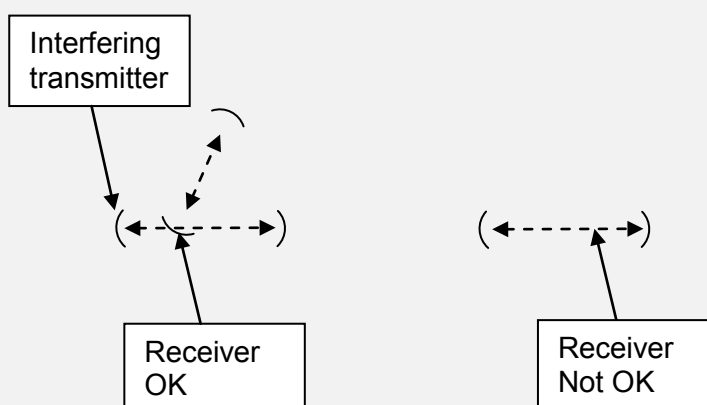 Interfering
transmitter
Receiver
OK
Receiver
Not OK